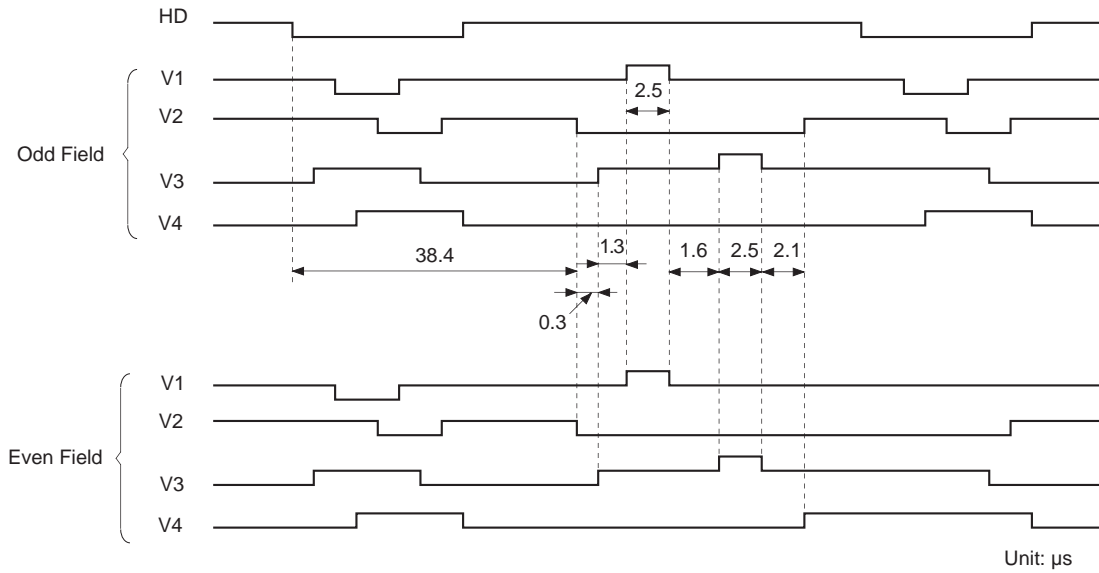 HD
V1
2.5
V2
Odd Field
V3
V4
1.3
1.6
2.5
2.1
38.4
0.3
V1
V2
Even Field
V3
V4
Unit: µs